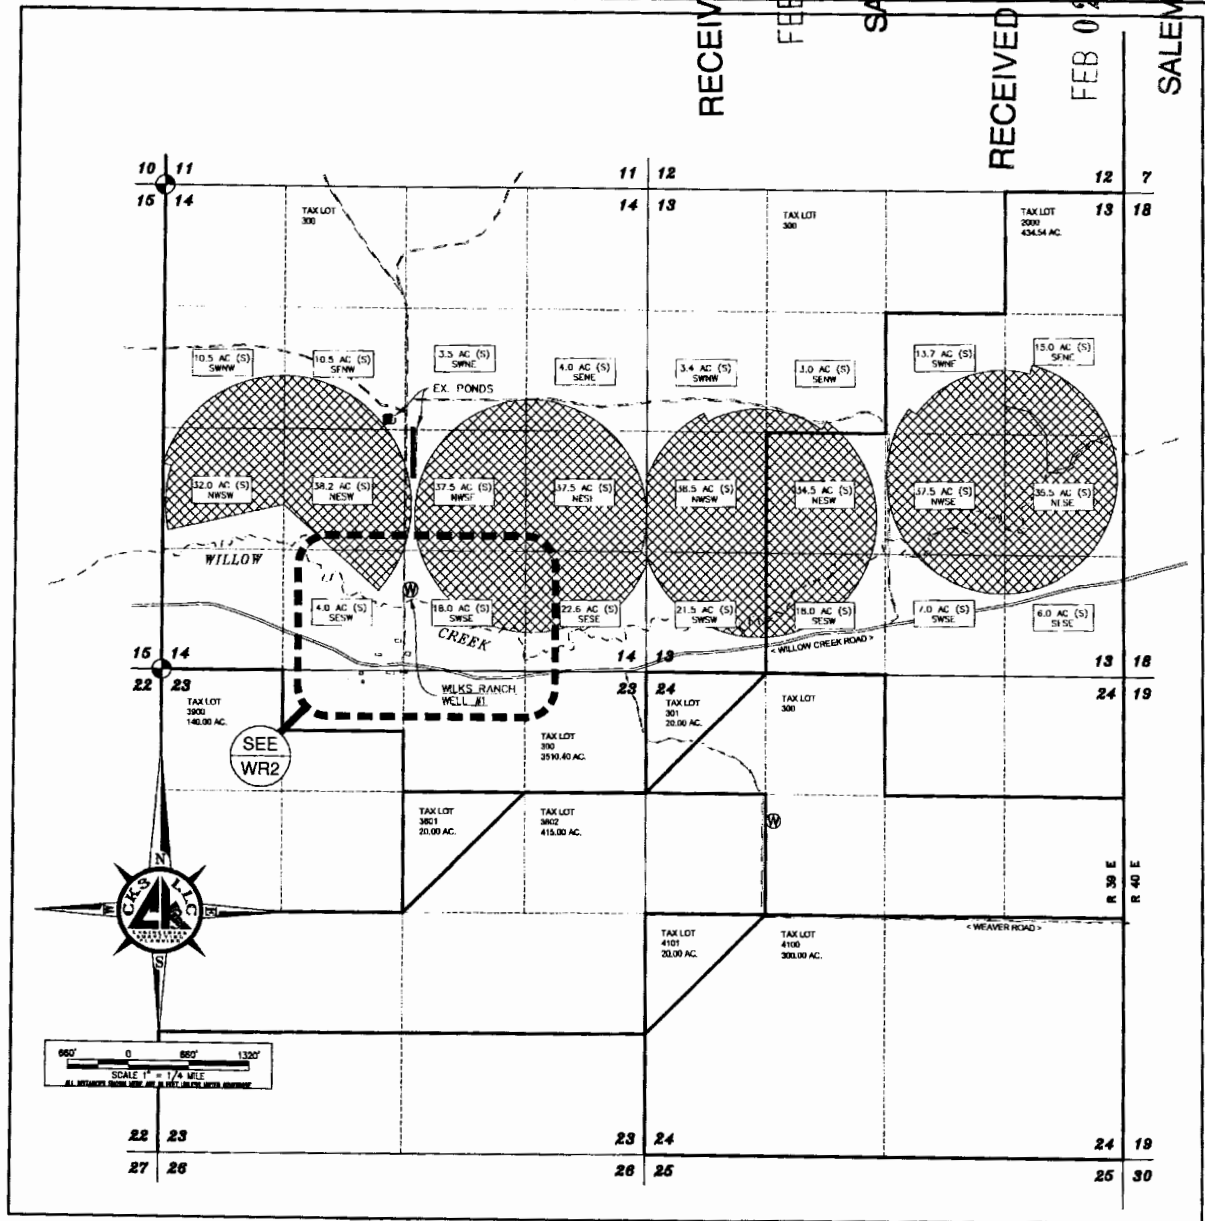 RECEIVED
FEB
SA
RECEIVED
FEB 02
SALEM
10 11
15 14
11 12
14 13
12 7
13 18
TAX LOT
300
TAX LOT
300
TAX LOT
2000
434.54 AC.
10.5 AC (S)
SWNW
10.5 AC (S)
SENW
3.5 AC (S)
SWNE
4.0 AC (S)
SENE
3.4 AC (S)
SWNW
3.0 AC (S)
SENW
13.7 AC (S)
SWNE
15.0 AC (S)
SENE
EX. PONDS
32.0 AC (S)
NWSW
38.2 AC (S)
NESW
37.5 AC (S)
NWSE
37.5 AC (S)
NESE
38.5 AC (S)
NWSW
34.5 AC (S)
NESW
37.5 AC (S)
NWSE
35.5 AC (S)
NESE
WILLOW
W
4.0 AC (S)
SESW
18.0 AC (S)
SWSE
22.6 AC (S)
SESE
21.5 AC (S)
SWSW
18.0 AC (S)
SESW
7.0 AC (S)
SWSE
6.0 AC (S)
SESE
CREEK
< WILLOW CREEK ROAD >
15 14
22 23
14 13
23 24
13 18
24 19
WILKS RANCH
WELL #1
TAX LOT
3900
140.00 AC.
TAX LOT
301
20.00 AC.
TAX LOT
300
SEE
WR2
TAX LOT
300
3510.40 AC.
TAX LOT
3801
20.00 AC.
TAX LOT
3802
415.00 AC.
W
R 39 E
R 40 E
N
CKS LLC
W
E
ENGINEERING
SURVEYING
PLANNING
S
TAX LOT
4101
20.00 AC.
TAX LOT
4100
300.00 AC.
< WEAVER ROAD >
660' 0 660' 1320'
SCALE 1" = 1/4 MILE
22 23
27 26
23 24
26 25
24 19
25 30